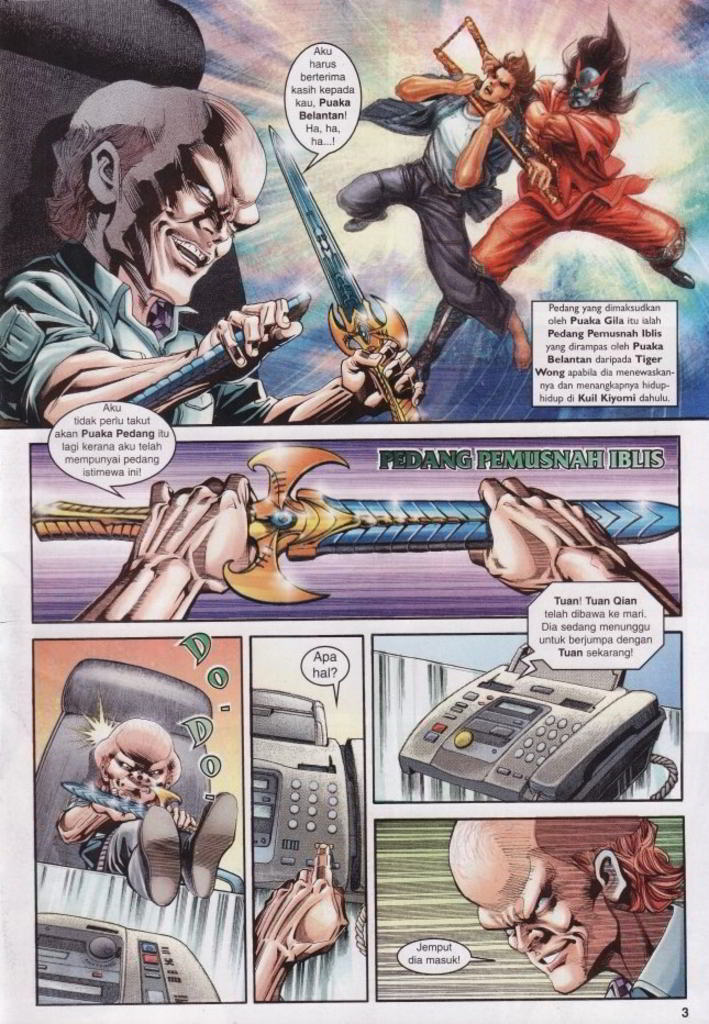 Aku
harus
berterima
kasih kepada
kau, Puaka
Belantan!
Ha, ha,
ha...!
Pedang yang dimaksudkan
oleh Puaka Gila itu ialah
Pedang Pemusnah Iblis
yang dirampas oleh Puaka
Belantan daripada Tiger
Wong apabila dia menewaskan-
nya dan menangkapnya hidup-
hidup di Kuil Kiyomi dahulu.
Aku
tidak perlu takut
akan Puaka Pedang itu
lagi kerana aku telah
mempunyai pedang
istimewa ini!
PEDANG PEMUSNAH IBLIS
DO-DO
Apa
hal?
Tuan! Tuan Qian
telah dibawa ke mari.
Dia sedang menunggu
untuk berjumpa dengan
Tuan sekarang!
Jemput
dia masuk!
3